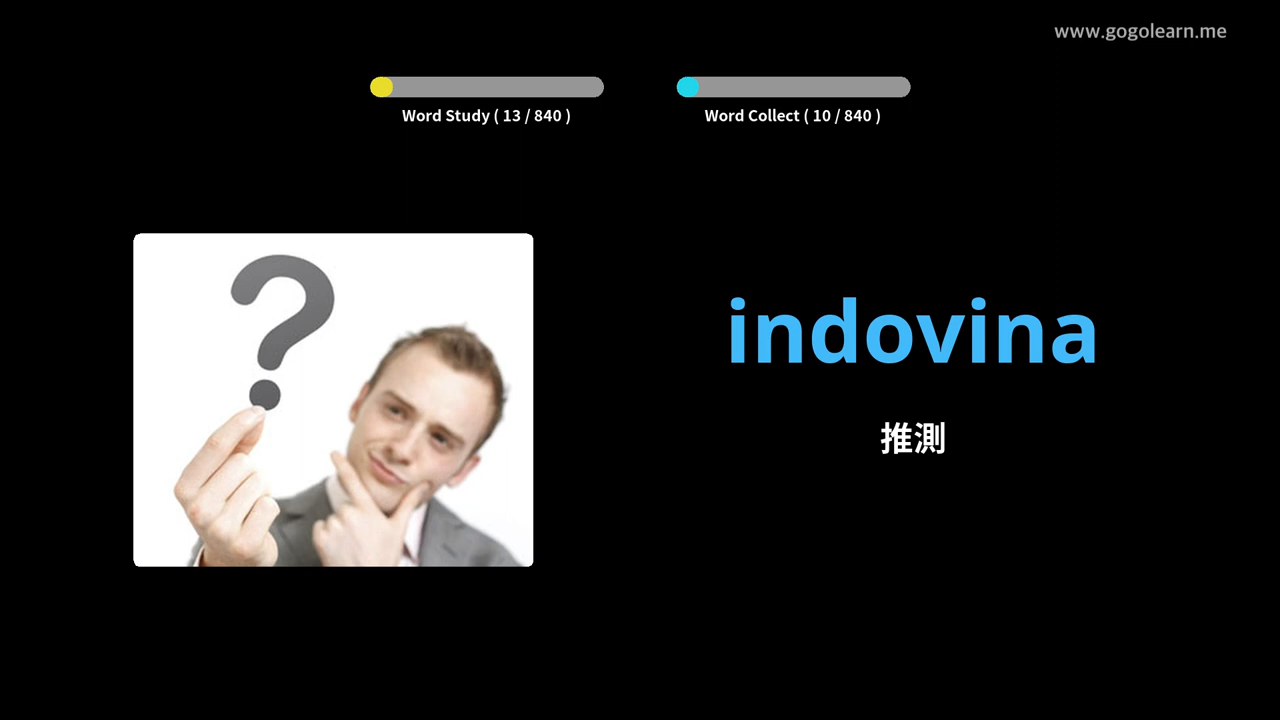 www.gogolearn.me
Word Study ( 13 / 840 )
Word Collect ( 10 / 840 )
?
indovina
推測